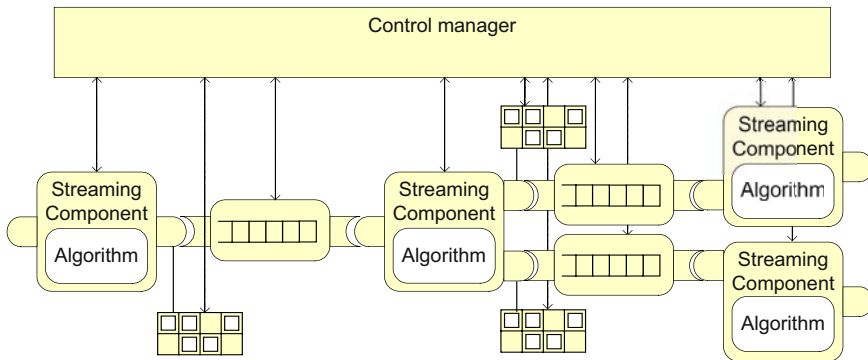 Control manager
Streaming
Component
Algorithm
Streaming
Component
Algorithm
Streaming
Component
Algorithm
Streaming
Component
Algorithm